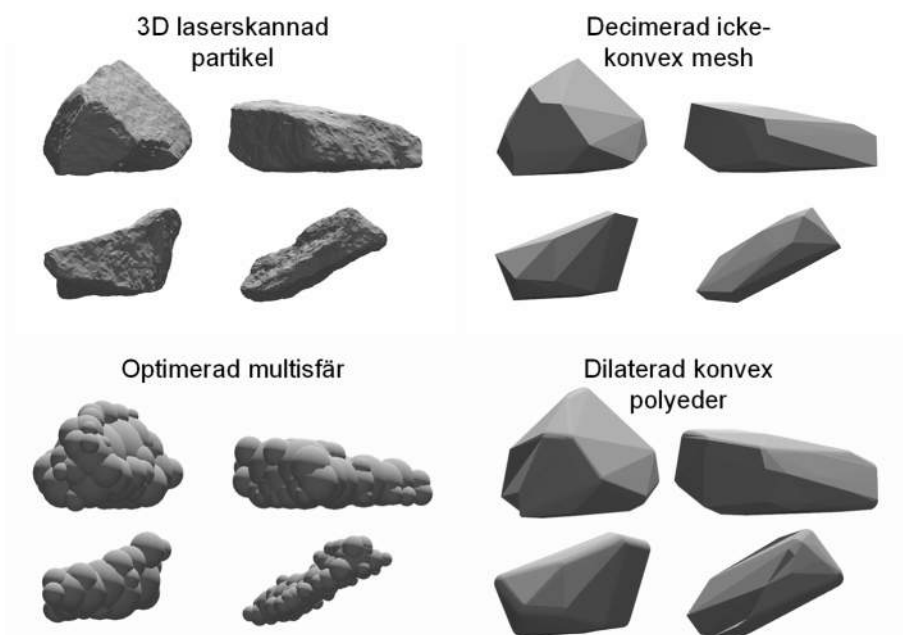 3D laserskannad
partikel
Decimerad icke-
konvex mesh
Optimerad multisfär
Dilaterad konvex
polyeder